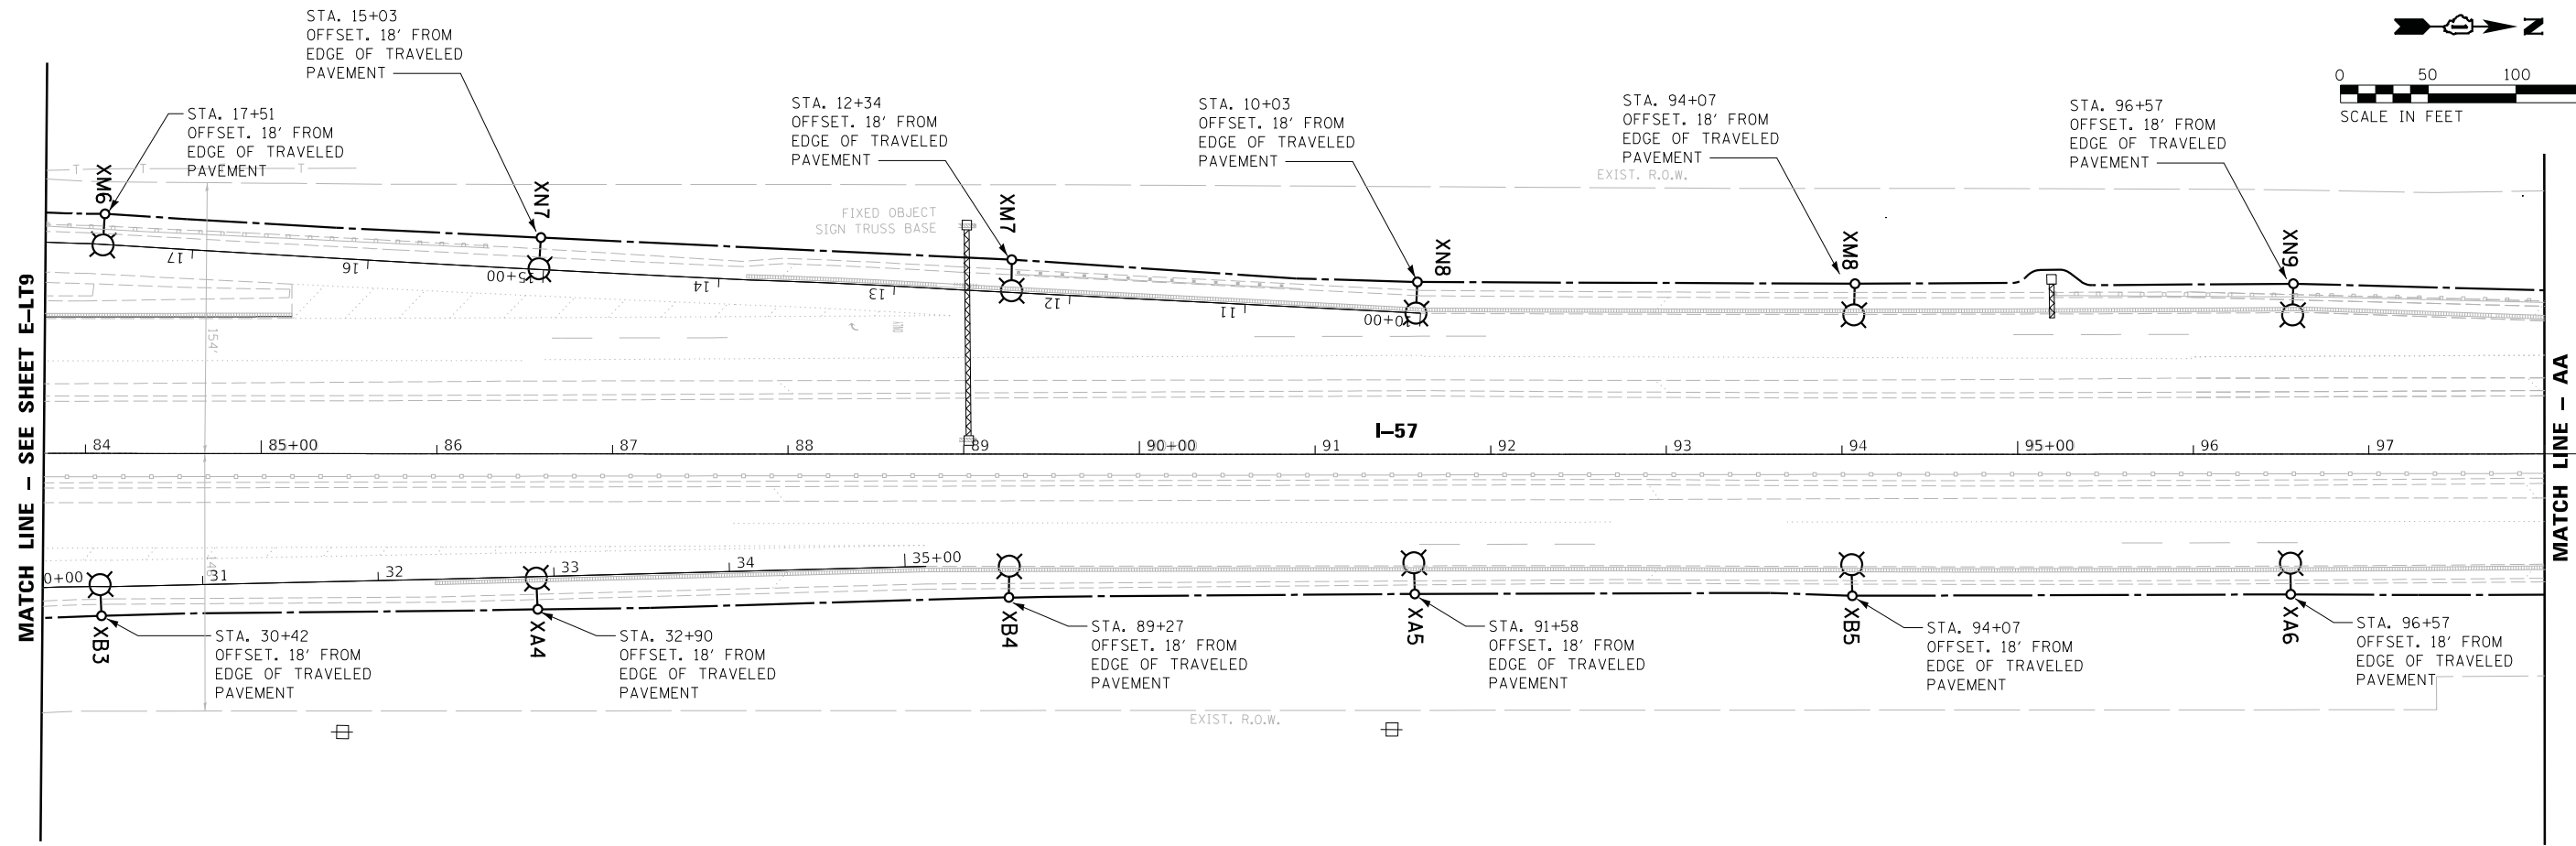 STA. 15+03
OFFSET. 18' FROM
EDGE OF TRAVELED
PAVEMENT
N
0 50 100
SCALE IN FEET
STA. 17+51
OFFSET. 18' FROM
EDGE OF TRAVELED
PAVEMENT
STA. 12+34
OFFSET. 18' FROM
EDGE OF TRAVELED
PAVEMENT
STA. 10+03
OFFSET. 18' FROM
EDGE OF TRAVELED
PAVEMENT
STA. 94+07
OFFSET. 18' FROM
EDGE OF TRAVELED
PAVEMENT
STA. 96+57
OFFSET. 18' FROM
EDGE OF TRAVELED
PAVEMENT
T T T
EXIST. R.O.W.
XM6
XN7
XM7
XN8
XM8
XN9
FIXED OBJECT
SIGN TRUSS BASE
17
16
15+00
14
13
12
11
10+00
154'
MATCH LINE - SEE SHEET E-LT9
MATCH LINE - AA
I-57
84 85+00 86 87 88 89 90+00 91 92 93 94 95+00 96 97
0+00 31 32 33 34 35+00
XB3
XA4
XB4
XA5
XB5
XA6
STA. 30+42
OFFSET. 18' FROM
EDGE OF TRAVELED
PAVEMENT
STA. 32+90
OFFSET. 18' FROM
EDGE OF TRAVELED
PAVEMENT
STA. 89+27
OFFSET. 18' FROM
EDGE OF TRAVELED
PAVEMENT
STA. 91+58
OFFSET. 18' FROM
EDGE OF TRAVELED
PAVEMENT
STA. 94+07
OFFSET. 18' FROM
EDGE OF TRAVELED
PAVEMENT
STA. 96+57
OFFSET. 18' FROM
EDGE OF TRAVELED
PAVEMENT
EXIST. R.O.W.